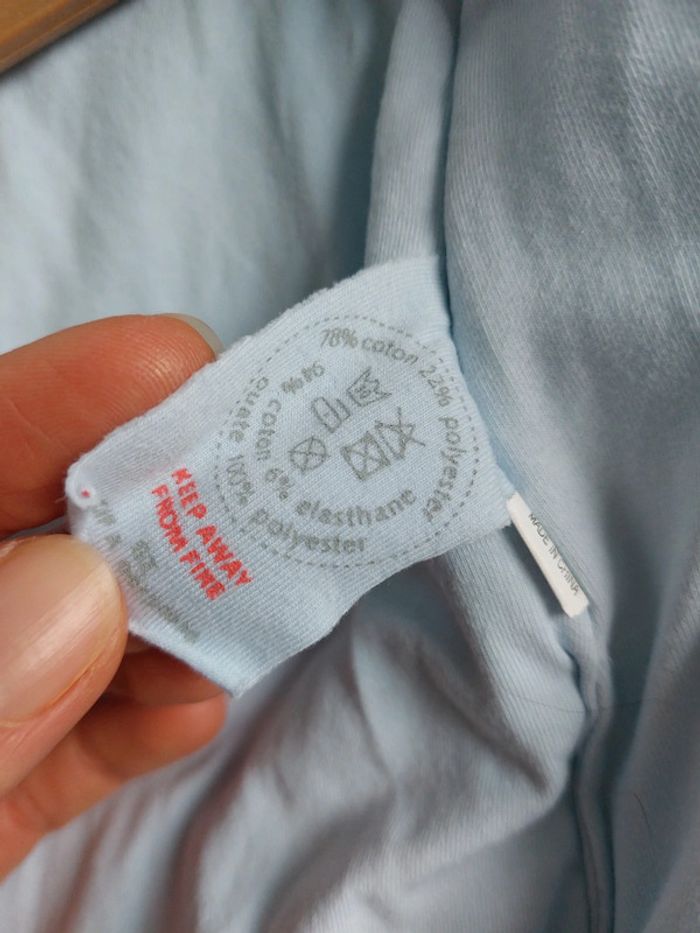 78% coton 22% polyester
94% coton 6% elasthane
ouate 100% polyester
KEEP AWAY
FROM FIRE
MADE IN CHINA